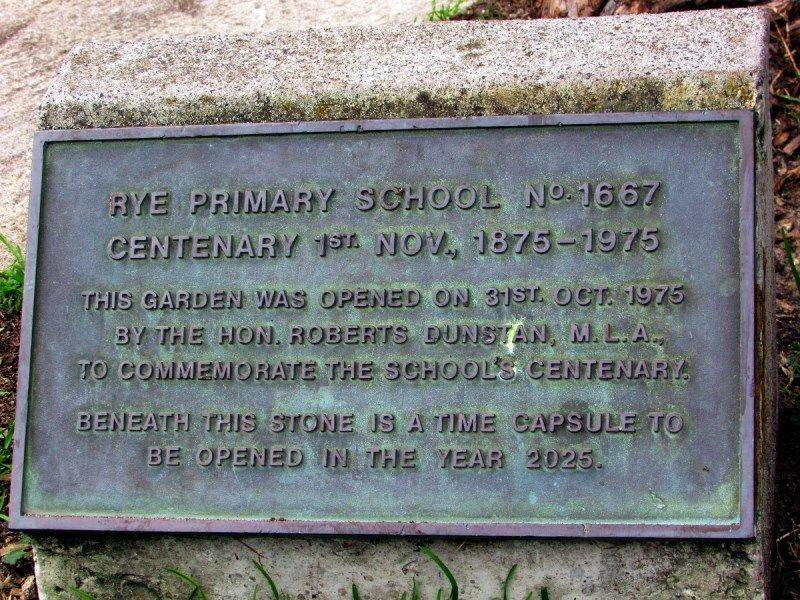 RYE PRIMARY SCHOOL No. 1667
CENTENARY 1ST. NOV., 1875-1975
THIS GARDEN WAS OPENED ON 31ST. OCT. 1975
BY THE HON. ROBERTS DUNSTAN, M.L.A.,
TO COMMEMORATE THE SCHOOL'S CENTENARY.
BENEATH THIS STONE IS A TIME CAPSULE TO
BE OPENED IN THE YEAR 2025.